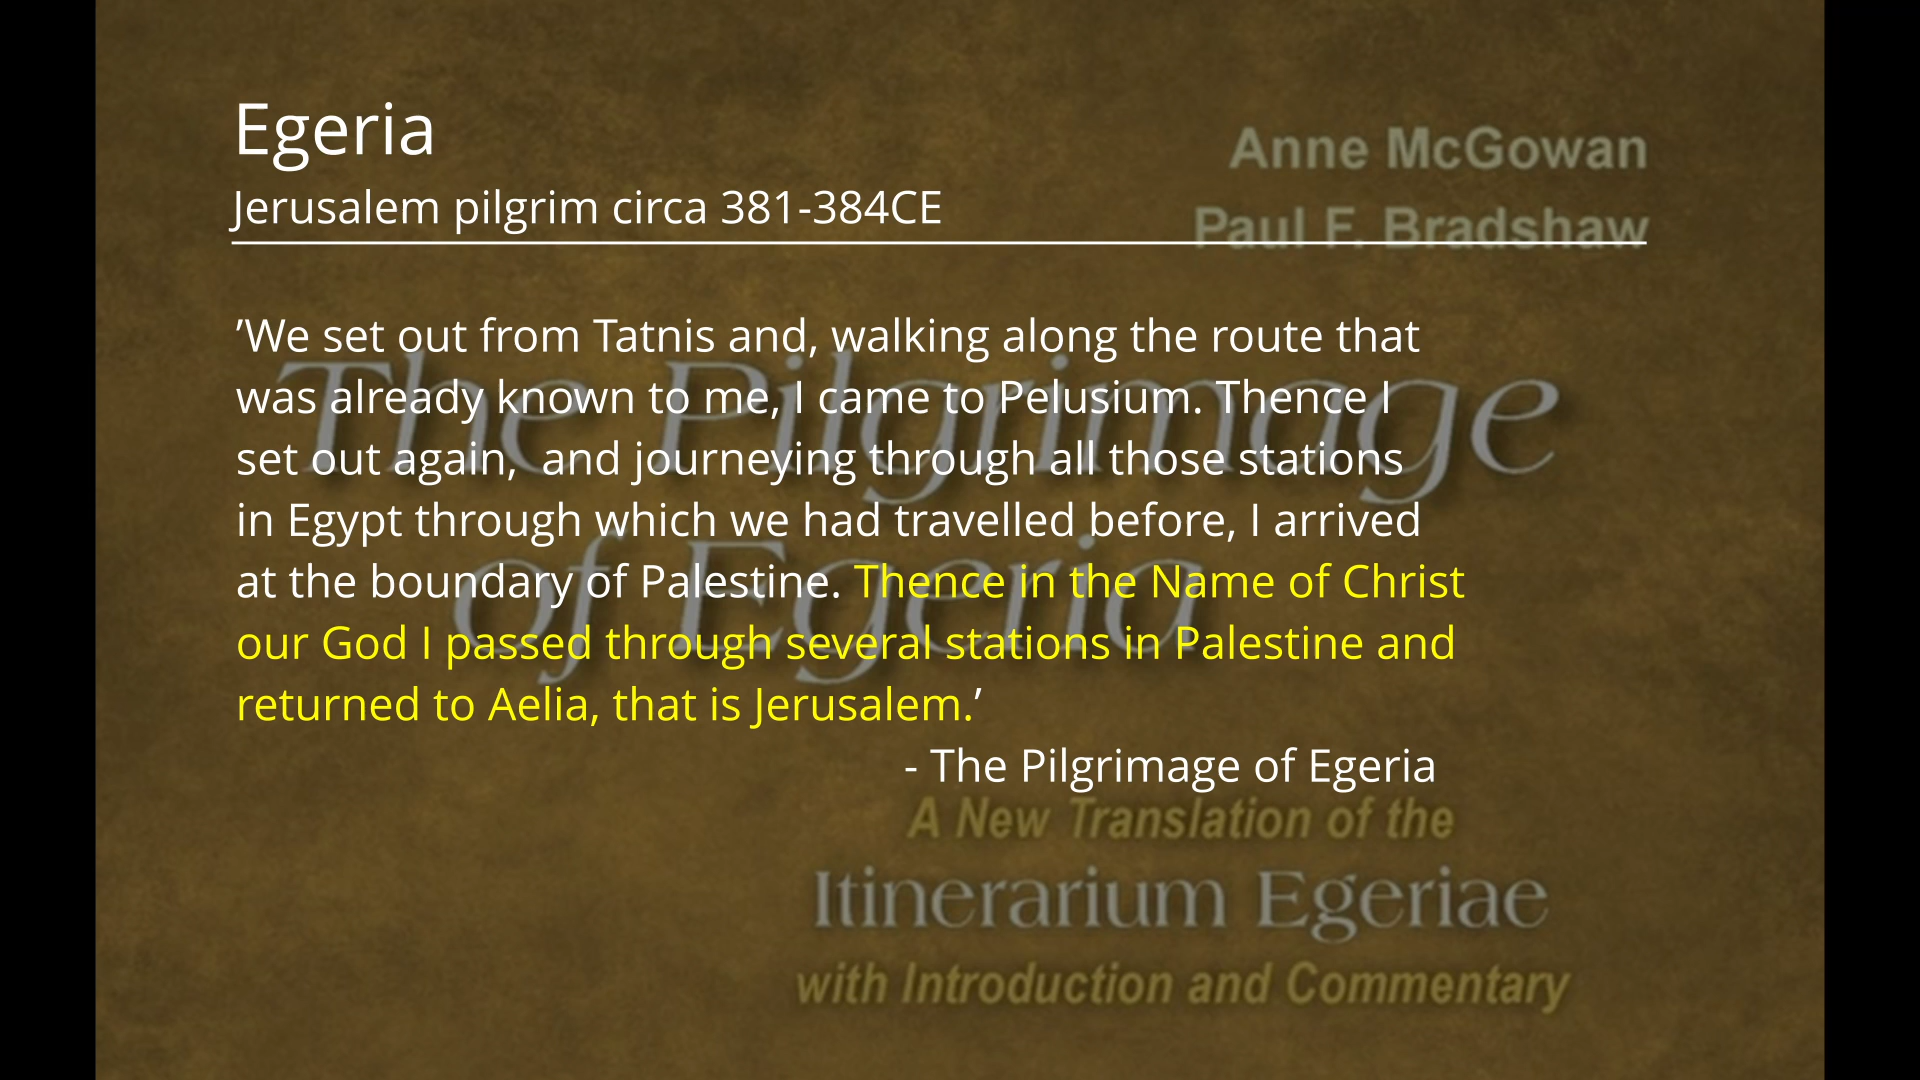 Egeria
Anne McGowan
Jerusalem pilgrim circa 381-384CE
Paul F. Bradshaw
’We set out from Tatnis and, walking along the route that
was already known to me, I came to Pelusium. Thence I
set out again,  and journeying through all those stations
in Egypt through which we had travelled before, I arrived
at the boundary of Palestine. Thence in the Name of Christ
our God I passed through several stations in Palestine and
returned to Aelia, that is Jerusalem.’
- The Pilgrimage of Egeria
The Pilgrimage
of Egeria
A New Translation of the
Itinerarium Egeriae
with Introduction and Commentary